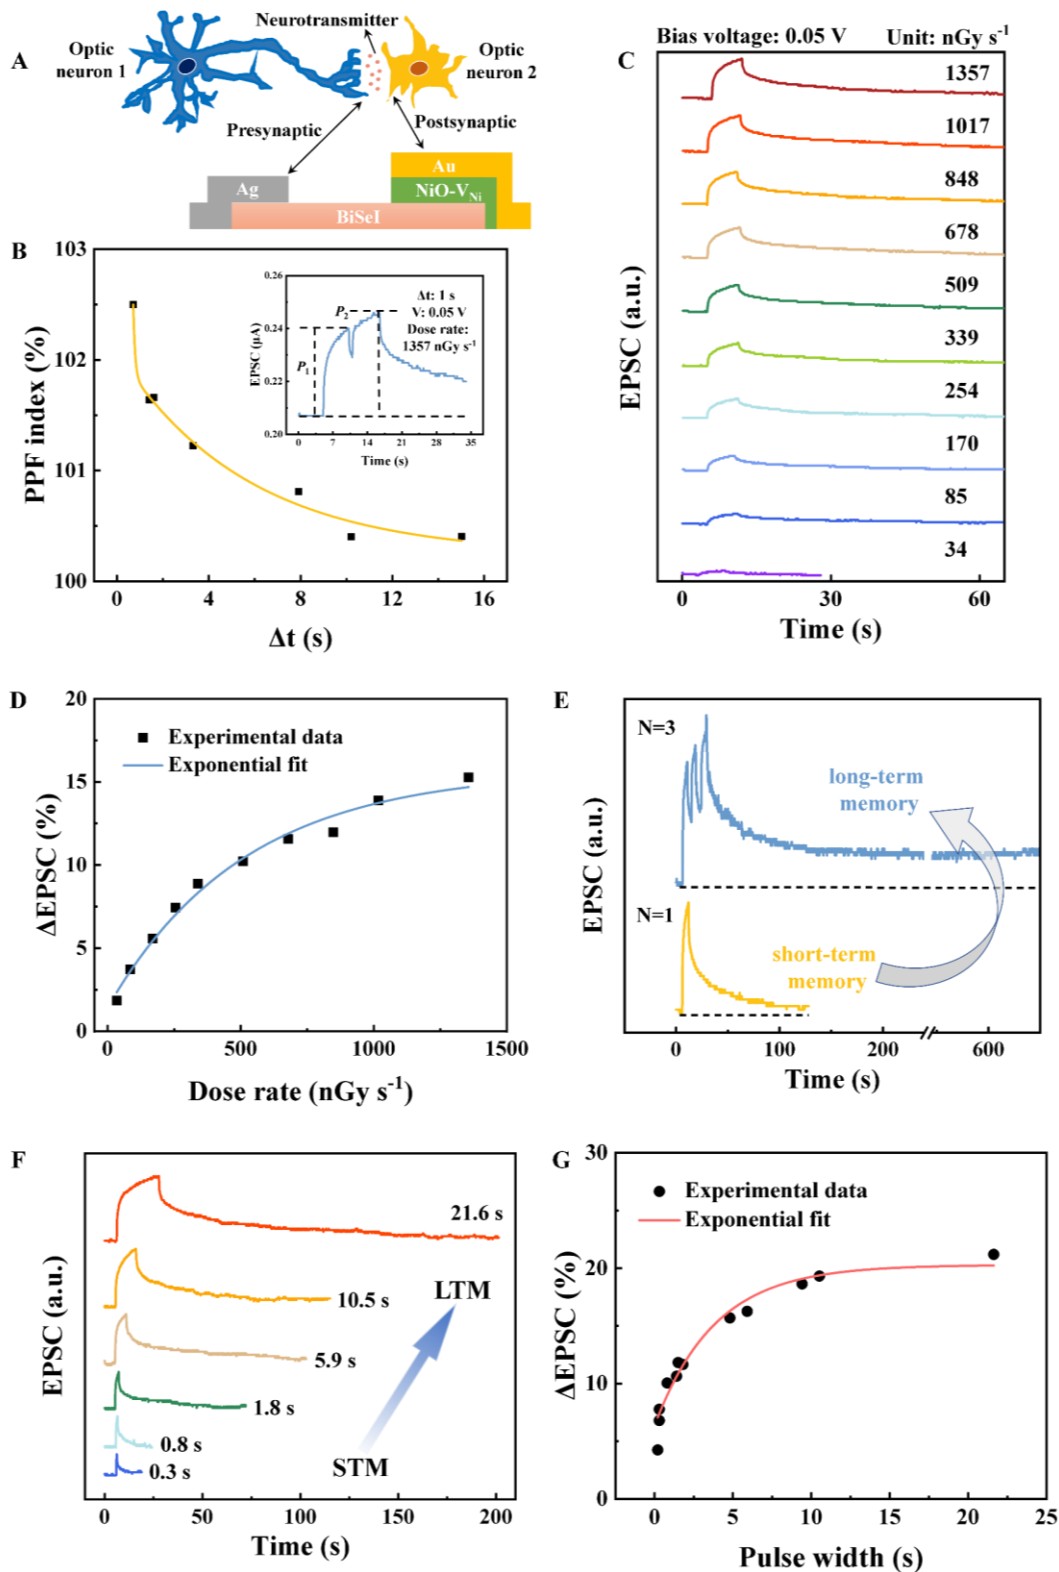 A
Optic
neuron 1
Neurotransmitter
Optic
neuron 2
Presynaptic
Postsynaptic
Ag
Au
NiO-V_Ni
BiSeI
B
PPF index (%)
103
102
101
100
0 4 8 12 16
Δt (s)
EPSC (μA)
0.26
0.24
0.22
0.20
0 7 14 21 28 35
Time (s)
P₁
P₂
Δt: 1 s
V: 0.05 V
Dose rate:
1357 nGy s⁻¹
C
Bias voltage: 0.05 V Unit: nGy s⁻¹
EPSC (a.u.)
1357
1017
848
678
509
339
254
170
85
34
0 30 60
Time (s)
D
ΔEPSC (%)
20
15
10
5
0
Experimental data
Exponential fit
0 500 1000 1500
Dose rate (nGy s⁻¹)
E
EPSC (a.u.)
N=3
long-term
memory
N=1
short-term
memory
0 100 200 600
Time (s)
F
EPSC (a.u.)
21.6 s
10.5 s
5.9 s
1.8 s
0.8 s
0.3 s
LTM
STM
0 50 100 150 200
Time (s)
G
ΔEPSC (%)
30
20
10
0
Experimental data
Exponential fit
0 5 10 15 20 25
Pulse width (s)